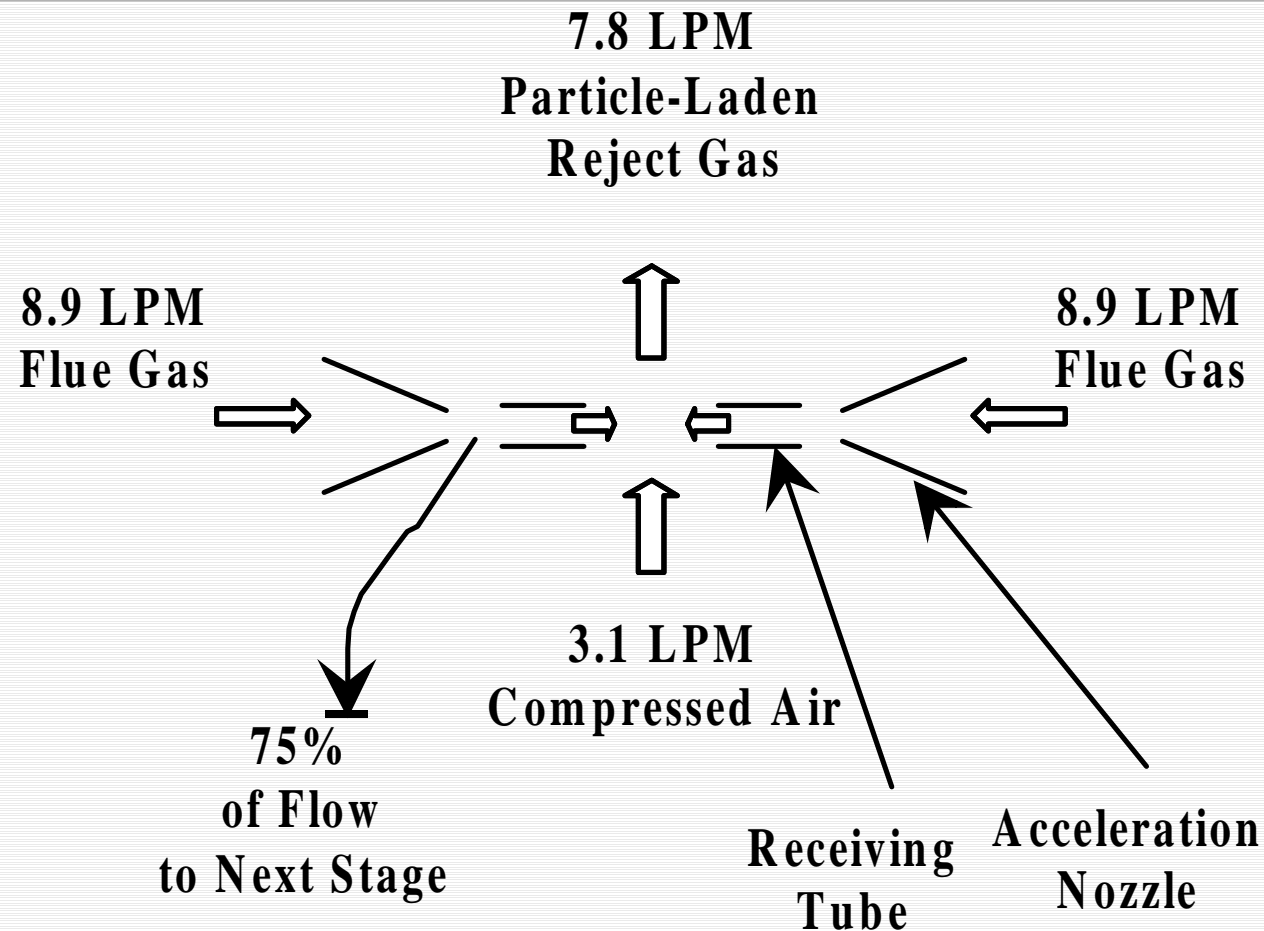 7.8 LPM
Particle-Laden
Reject Gas
8.9 LPM
Flue Gas
8.9 LPM
Flue Gas
3.1 LPM
Compressed Air
75%
of Flow
to Next Stage
Receiving
Tube
Acceleration
Nozzle